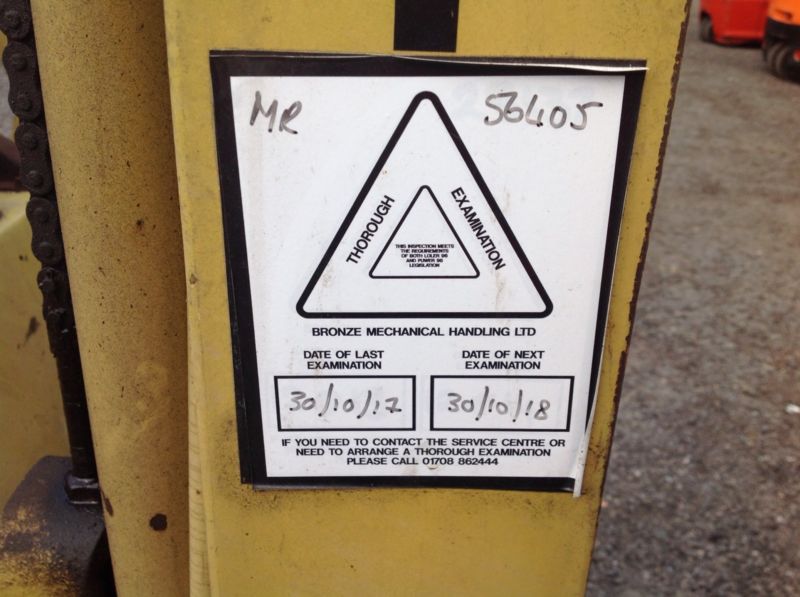 MR
56405
THOROUGH
EXAMINATION
THIS INSPECTION MEETS
THE REQUIREMENTS
OF BOTH LOLER 98
AND POWER 98
LEGISLATION
BRONZE MECHANICAL HANDLING LTD
DATE OF LAST
EXAMINATION
DATE OF NEXT
EXAMINATION
30/10/17
30/10/18
IF YOU NEED TO CONTACT THE SERVICE CENTRE OR
NEED TO ARRANGE A THOROUGH EXAMINATION
PLEASE CALL 01708 862444